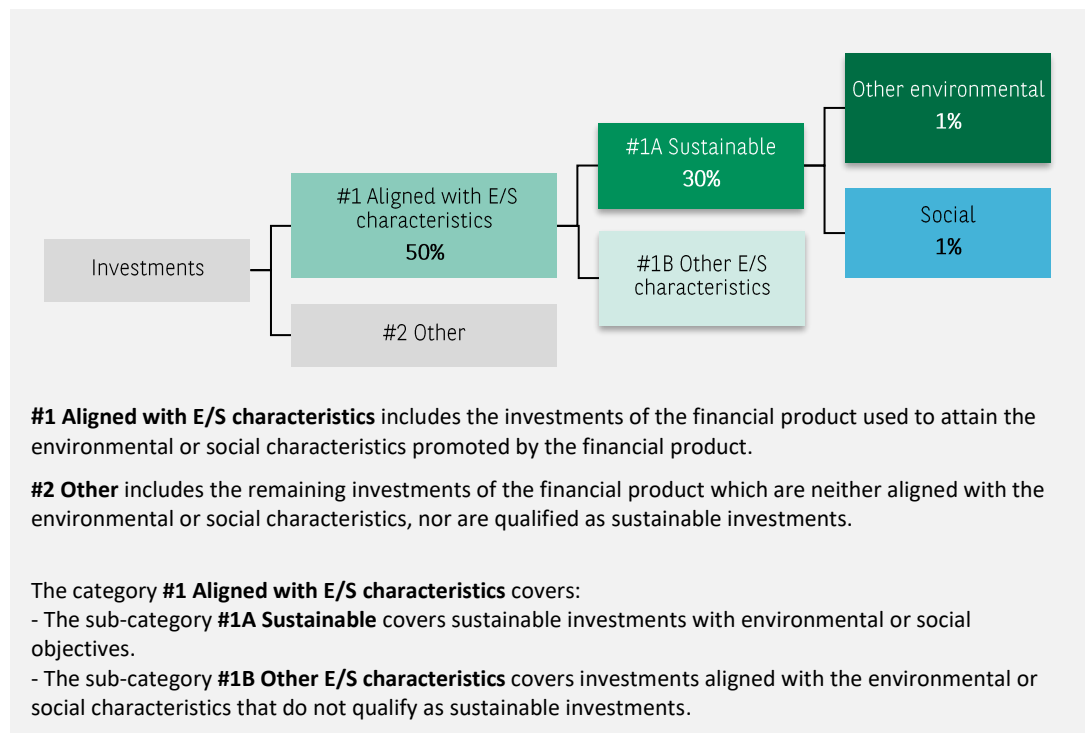 Other environmental
1%
#1A Sustainable
30%
#1 Aligned with E/S
characteristics
50%
Social
1%
Investments
#1B Other E/S
characteristics
#2 Other
#1 Aligned with E/S characteristics includes the investments of the financial product used to attain the
environmental or social characteristics promoted by the financial product.
#2 Other includes the remaining investments of the financial product which are neither aligned with the
environmental or social characteristics, nor are qualified as sustainable investments.
The category #1 Aligned with E/S characteristics covers:
- The sub-category #1A Sustainable covers sustainable investments with environmental or social
objectives.
- The sub-category #1B Other E/S characteristics covers investments aligned with the environmental or
social characteristics that do not qualify as sustainable investments.